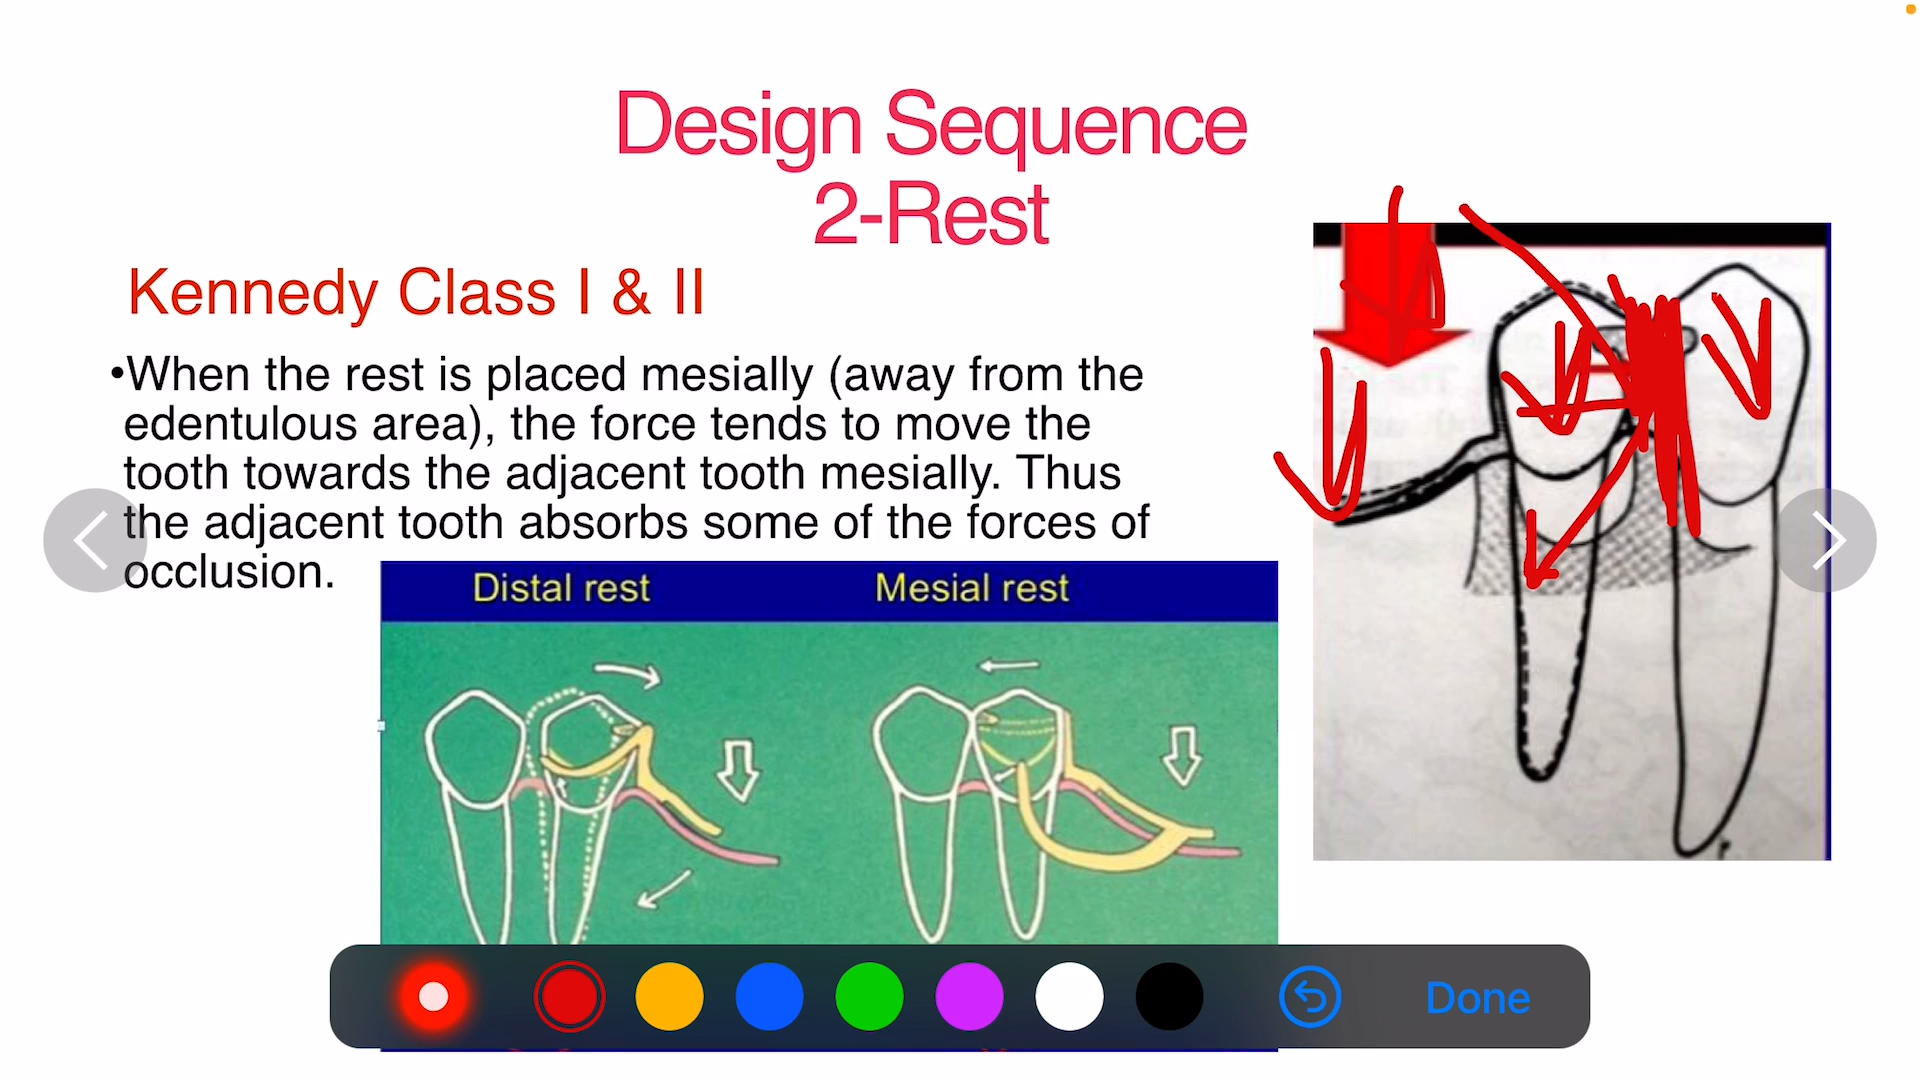 Design Sequence
2-Rest
Kennedy Class I & II
•When the rest is placed mesially (away from the
edentulous area), the force tends to move the
tooth towards the adjacent tooth mesially. Thus
the adjacent tooth absorbs some of the forces of
occlusion.
Distal rest
Mesial rest
Done